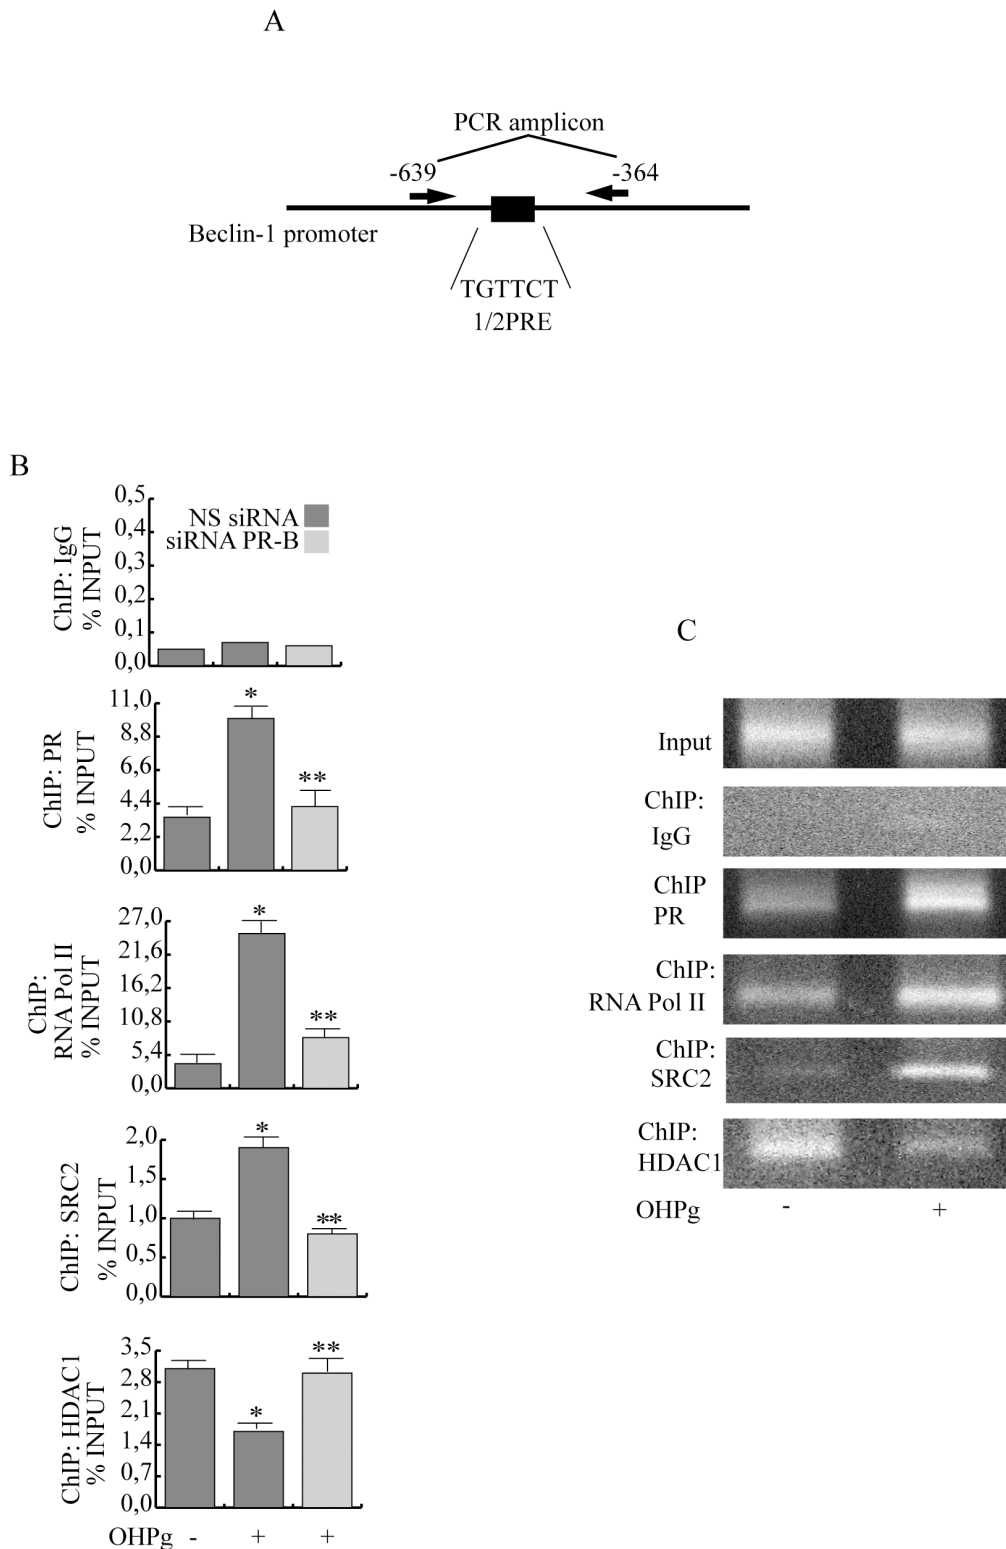 A
PCR amplicon
-639
-364
Beclin-1 promoter
TGTTCT
1/2PRE
B
ChIP: IgG
% INPUT
0,5
0,4
0,3
0,2
0,1
0,0
NS siRNA
siRNA PR-B
ChIP: PR
% INPUT
11,0
8,8
6,6
4,4
2,2
0,0
*
**
ChIP:
RNA Pol II
% INPUT
27,0
21,6
16,2
10,8
5,4
0,0
*
**
ChIP: SRC2
% INPUT
2,0
1,5
1,0
0,5
0,0
*
**
ChIP: HDAC1
% INPUT
3,5
2,8
2,1
1,4
0,7
0,0
*
**
OHPg - + +
C
Input
ChIP:
IgG
ChIP
PR
ChIP:
RNA Pol II
ChIP:
SRC2
ChIP:
HDAC1
OHPg - +